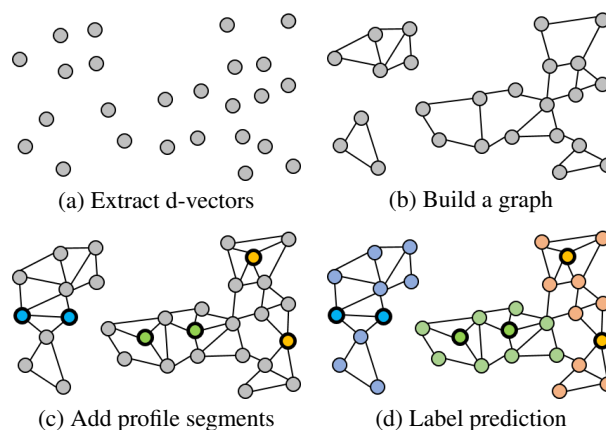 (a) Extract d-vectors
(b) Build a graph
(c) Add profile segments
(d) Label prediction